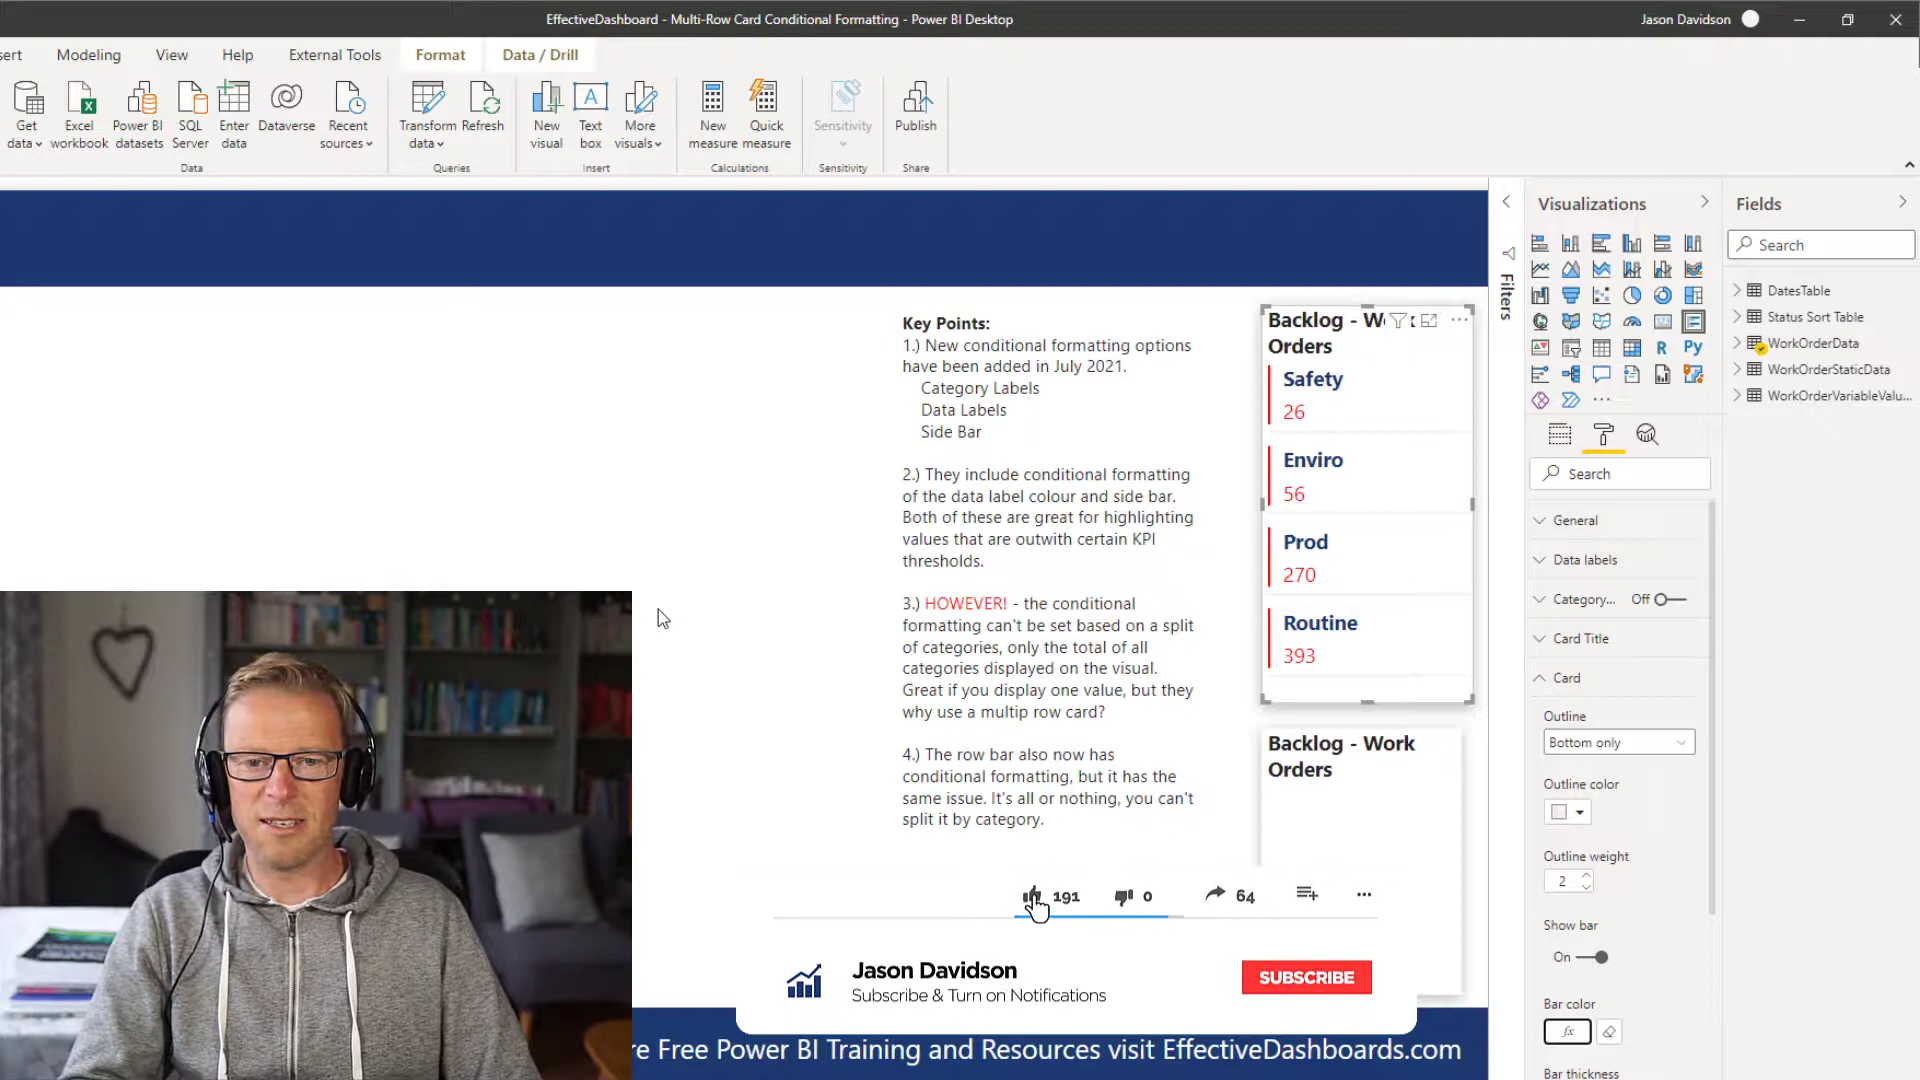 EffectiveDashboard - Multi-Row Card Conditional Formatting - Power BI Desktop
Jason Davidson
sert
Modeling
View
Help
External Tools
Format
Data / Drill
Get data
Excel workbook
Power BI datasets
SQL Server
Enter data
Dataverse
Recent sources
Transform data
Refresh
New visual
Text box
More visuals
New measure
Quick measure
Sensitivity
Publish
Data
Queries
Insert
Calculations
Sensitivity
Share
Key Points:
1.) New conditional formatting options
have been added in July 2021.
Category Labels
Data Labels
Side Bar
2.) They include conditional formatting
of the data label colour and side bar.
Both of these are great for highlighting
values that are outwith certain KPI
thresholds.
3.) HOWEVER! - the conditional
formatting can't be set based on a split
of categories, only the total of all
categories displayed on the visual.
Great if you display one value, but they
why use a multip row card?
4.) The row bar also now has
conditional formatting, but it has the
same issue. It's all or nothing, you can't
split it by category.
Backlog -
Orders
Safety
26
Enviro
56
Prod
270
Routine
393
Backlog - Work
Orders
191
0
64
Jason Davidson
Subscribe & Turn on Notifications
SUBSCRIBE
re Free Power BI Training and Resources visit EffectiveDashboards.com
Filters
Visualizations
R
Py
Search
General
Data labels
Category...
Off
Card Title
Card
Outline
Bottom only
Outline color
Outline weight
2
Show bar
On
Bar color
fx
Bar thickness
Fields
Search
DatesTable
Status Sort Table
WorkOrderData
WorkOrderStaticData
WorkOrderVariableValu...